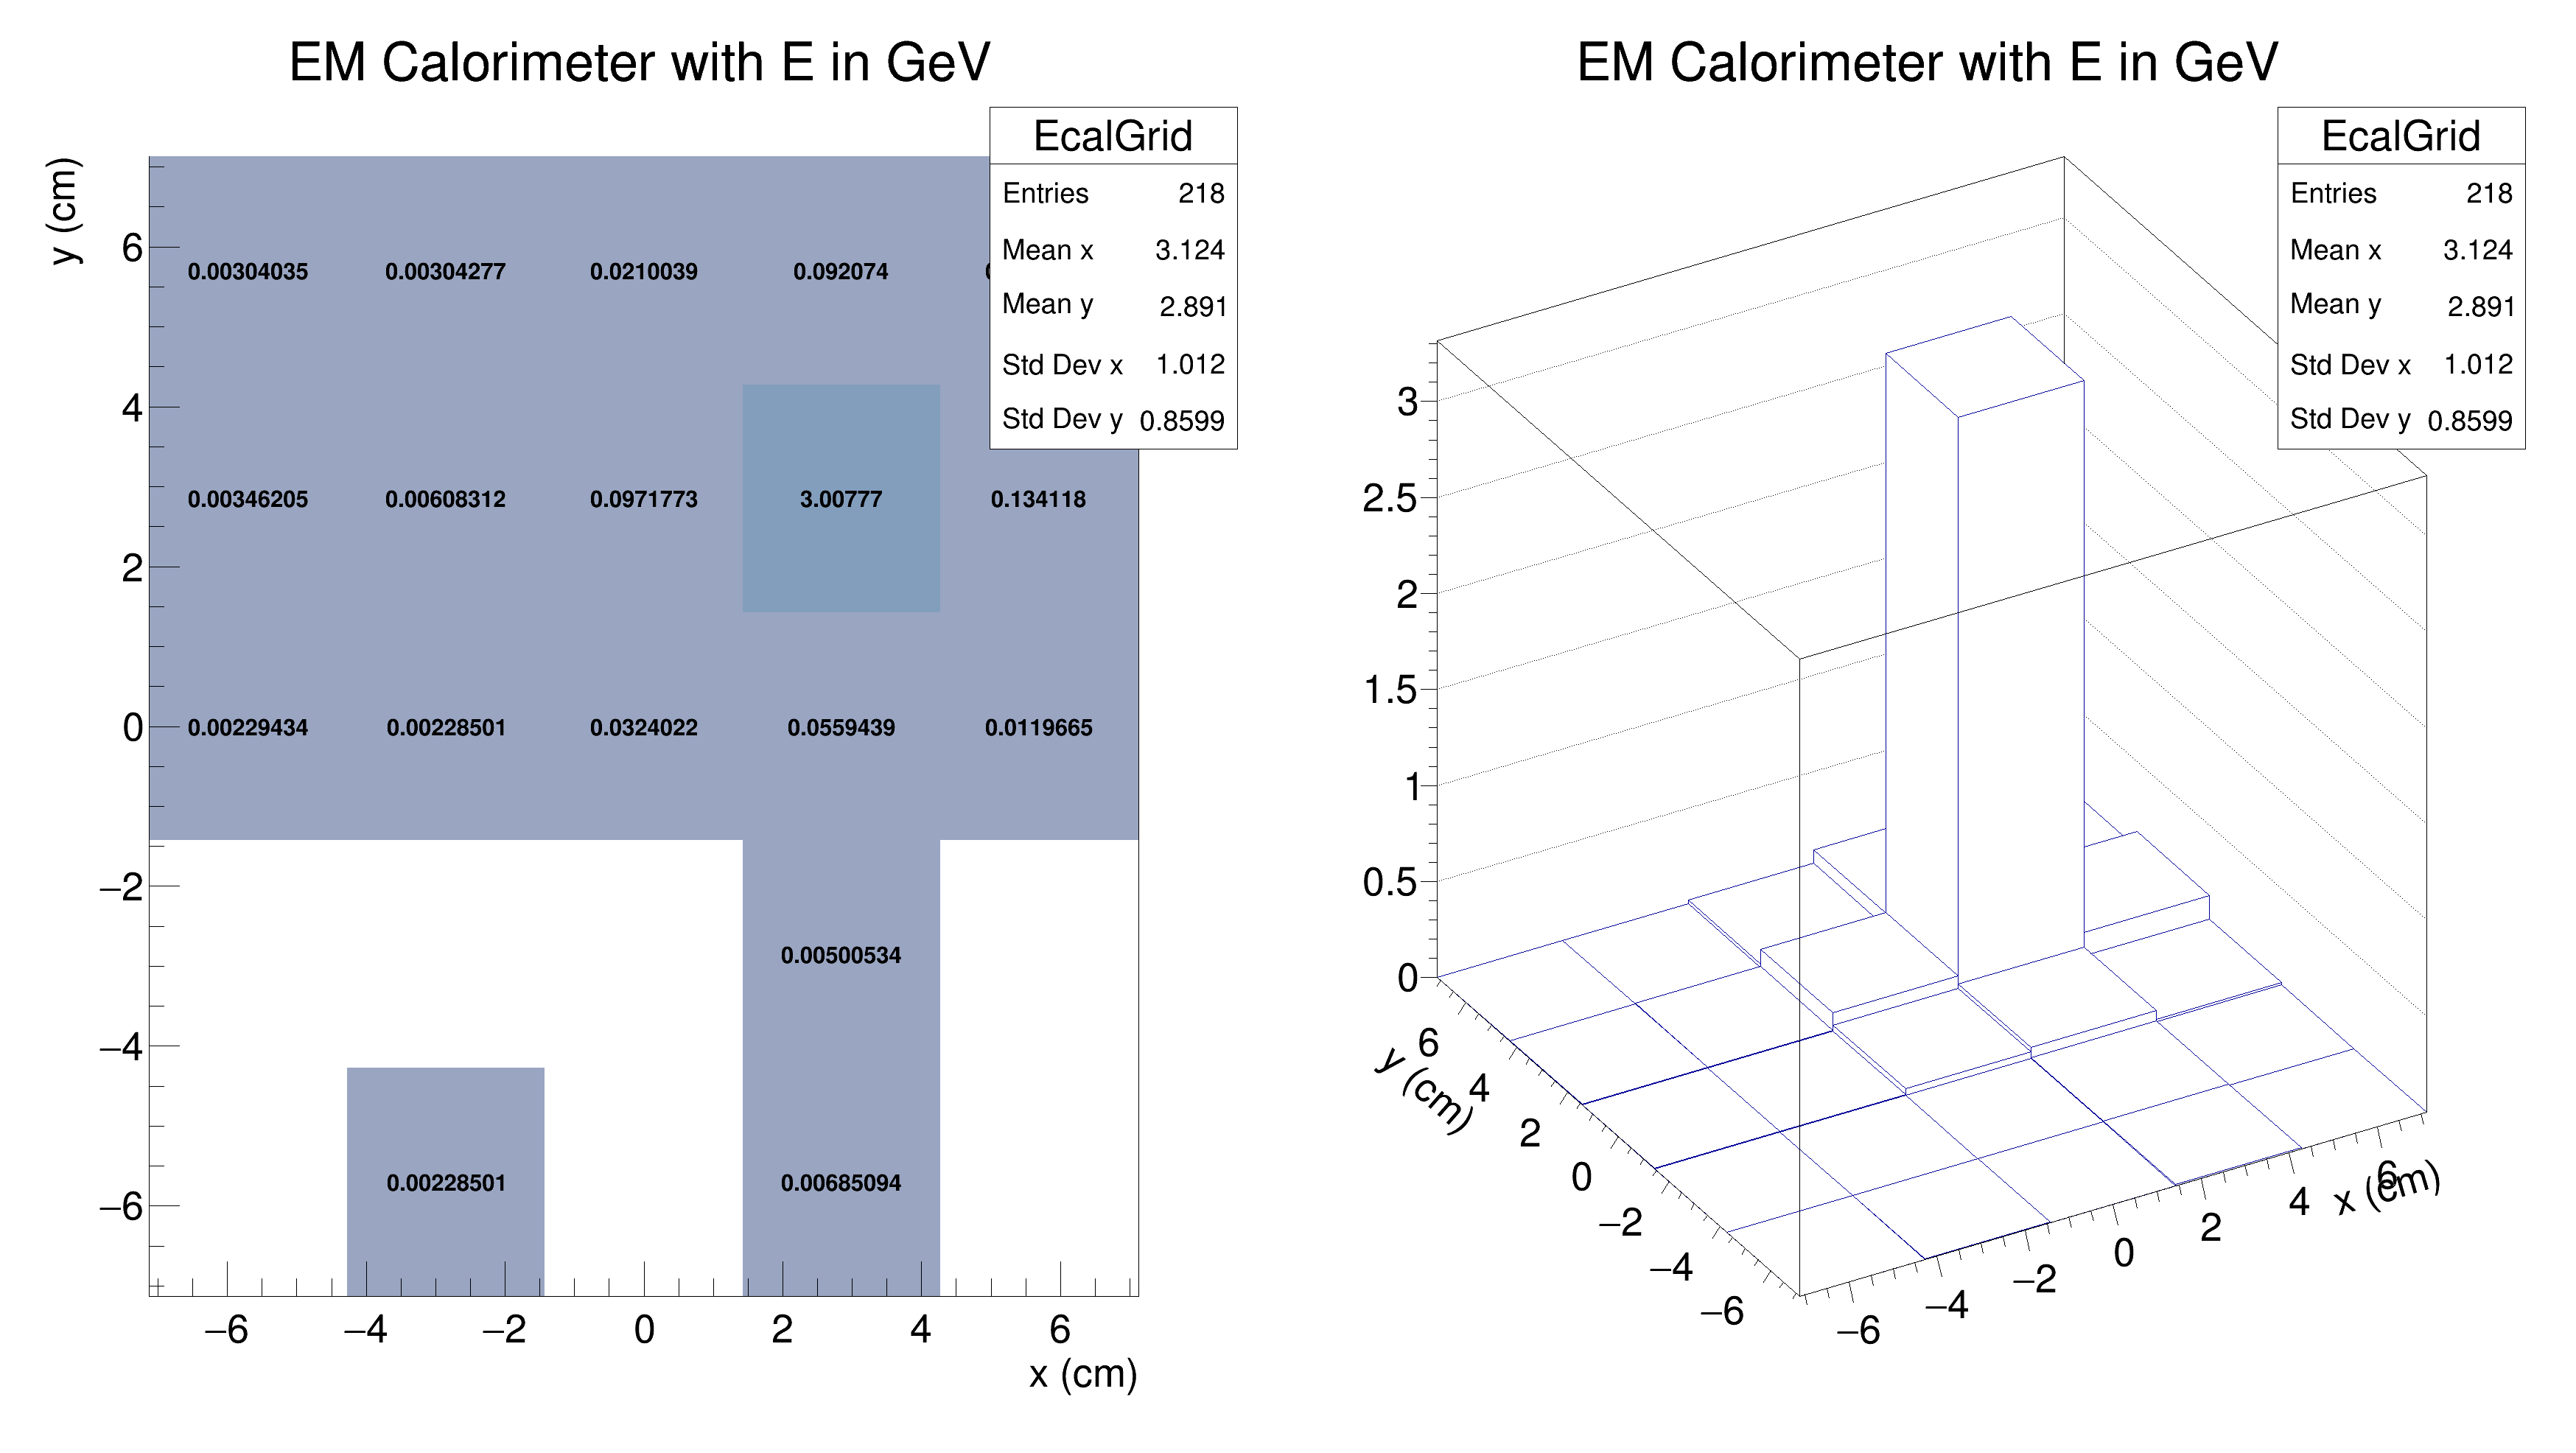 EM Calorimeter with E in GeV
EcalGrid
Entries 218
Mean x 3.124
Mean y 2.891
Std Dev x 1.012
Std Dev y 0.8599
y (cm)
6
4
2
0
−2
−4
−6
0.00304035 0.00304277 0.0210039 0.092074
0.00346205 0.00608312 0.0971773 3.00777 0.134118
0.00229434 0.00228501 0.0324022 0.0559439 0.0119665
0.00500534
0.00228501 0.00685094
−6 −4 −2 0 2 4 6
x (cm)
EM Calorimeter with E in GeV
EcalGrid
Entries 218
Mean x 3.124
Mean y 2.891
Std Dev x 1.012
Std Dev y 0.8599
3
2.5
2
1.5
1
0.5
0
y (cm)
6
4
2
0
−2
−4
−6
−6
−4
−2
0
2
4
6
x (cm)